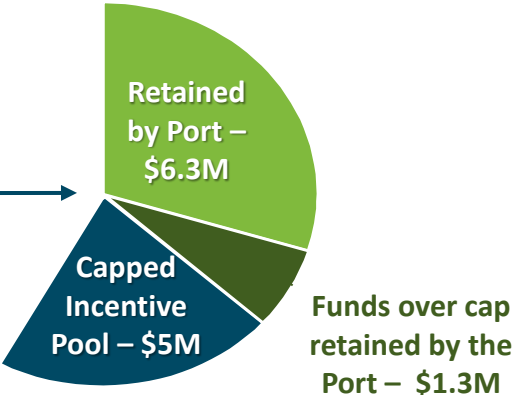 Retained
by Port –
$6.3M
Capped
Incentive
Pool – $5M
Funds over cap
retained by the
Port –  $1.3M